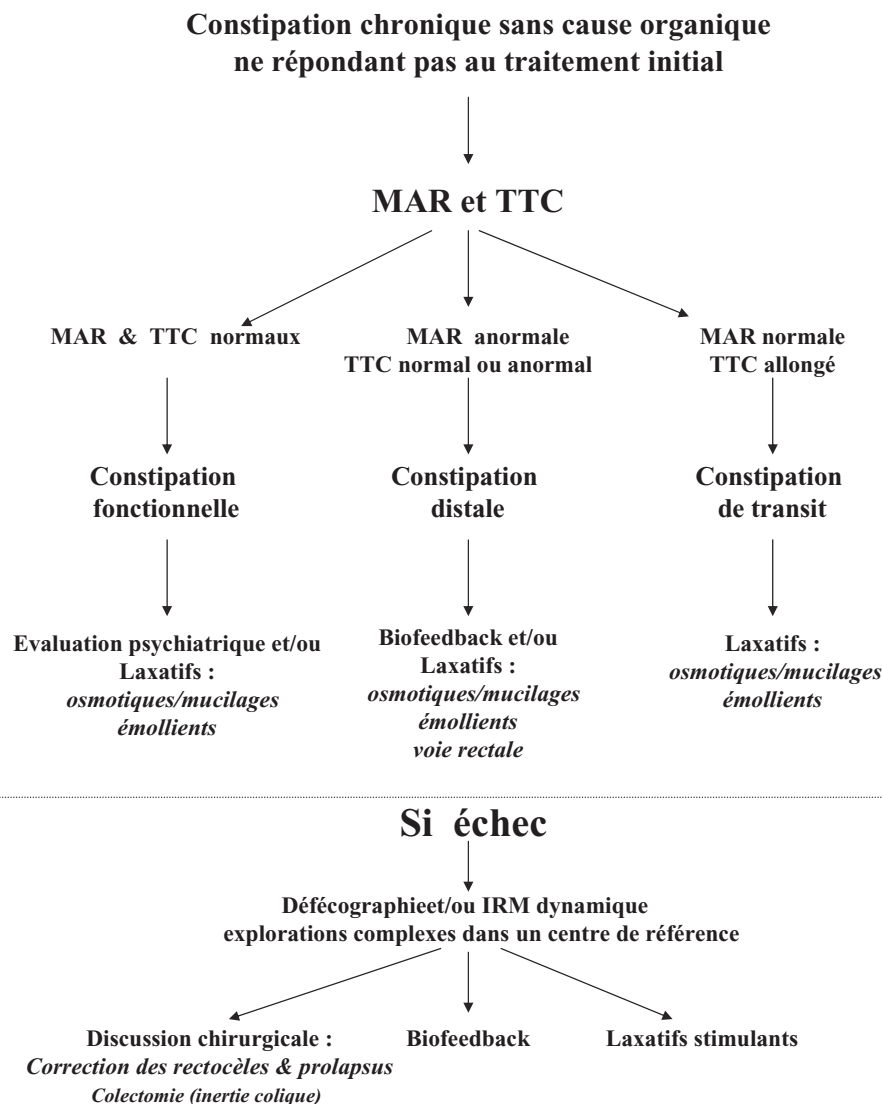 Constipation chronique sans cause organique
ne répondant pas au traitement initial
MAR et TTC
MAR & TTC normaux
MAR anormale
TTC normal ou anormal
MAR normale
TTC allongé
Constipation
fonctionnelle
Constipation
distale
Constipation
de transit
Evaluation psychiatrique et/ou
Laxatifs :
osmotiques/mucilages
émollients
Biofeedback et/ou
Laxatifs :
osmotiques/mucilages
émollients
voie rectale
Laxatifs :
osmotiques/mucilages
émollients
Si échec
Défécographieet/ou IRM dynamique
explorations complexes dans un centre de référence
Discussion chirurgicale :
Correction des rectocèles & prolapsus
Colectomie (inertie colique)
Biofeedback
Laxatifs stimulants